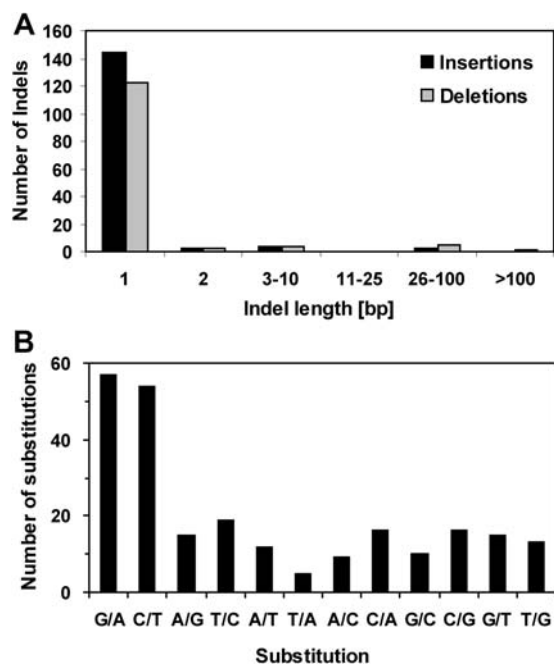 A
160
140
120
100
80
60
40
20
0
Number of Indels
Insertions
Deletions
1 2 3-10 11-25 26-100 >100
Indel length [bp]
B
60
40
20
0
Number of substitutions
G/A C/T A/G T/C A/T T/A A/C C/A G/C C/G G/T T/G
Substitution